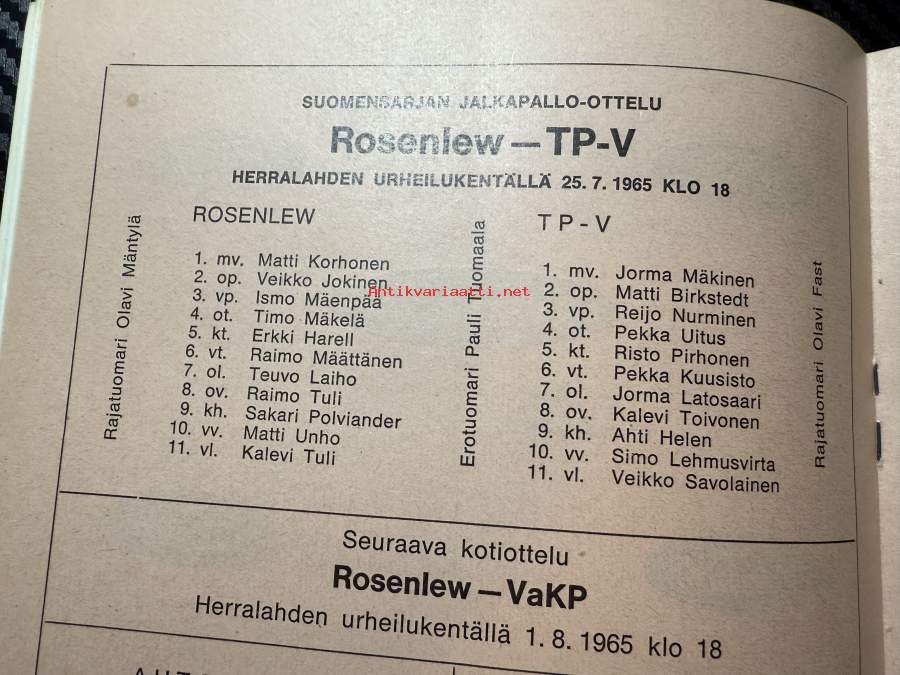 SUOMENSARJAN JALKAPALLO-OTTELU
Rosenlew — TP-V
HERRALAHDEN URHEILUKENTÄLLÄ 25.7.1965 KLO 18
Rajatuomari Olavi Mäntylä
ROSENLEW
1. mv. Matti Korhonen
2. op. Veikko Jokinen
3. vp. Ismo Mäenpää
4. ot. Timo Mäkelä
5. kt. Erkki Harell
6. vt. Raimo Määttänen
7. ol. Teuvo Laiho
8. ov. Raimo Tuli
9. kh. Sakari Polviander
10. vv. Matti Unho
11. vl. Kalevi Tuli
Erotuomari Pauli Tuomaala
TP-V
1. mv. Jorma Mäkinen
2. op. Matti Birkstedt
3. vp. Reijo Nurminen
4. ot. Pekka Uitus
5. kt. Risto Pirhonen
6. vt. Pekka Kuusisto
7. ol. Jorma Latosaari
8. ov. Kalevi Toivonen
9. kh. Ahti Helen
10. vv. Simo Lehmusvirta
11. vl. Veikko Savolainen
Rajatuomari Olavi Fast
Antikvariaatti.net
Seuraava kotiottelu
Rosenlew — VaKP
Herralahden urheilukentällä 1.8.1965 klo 18